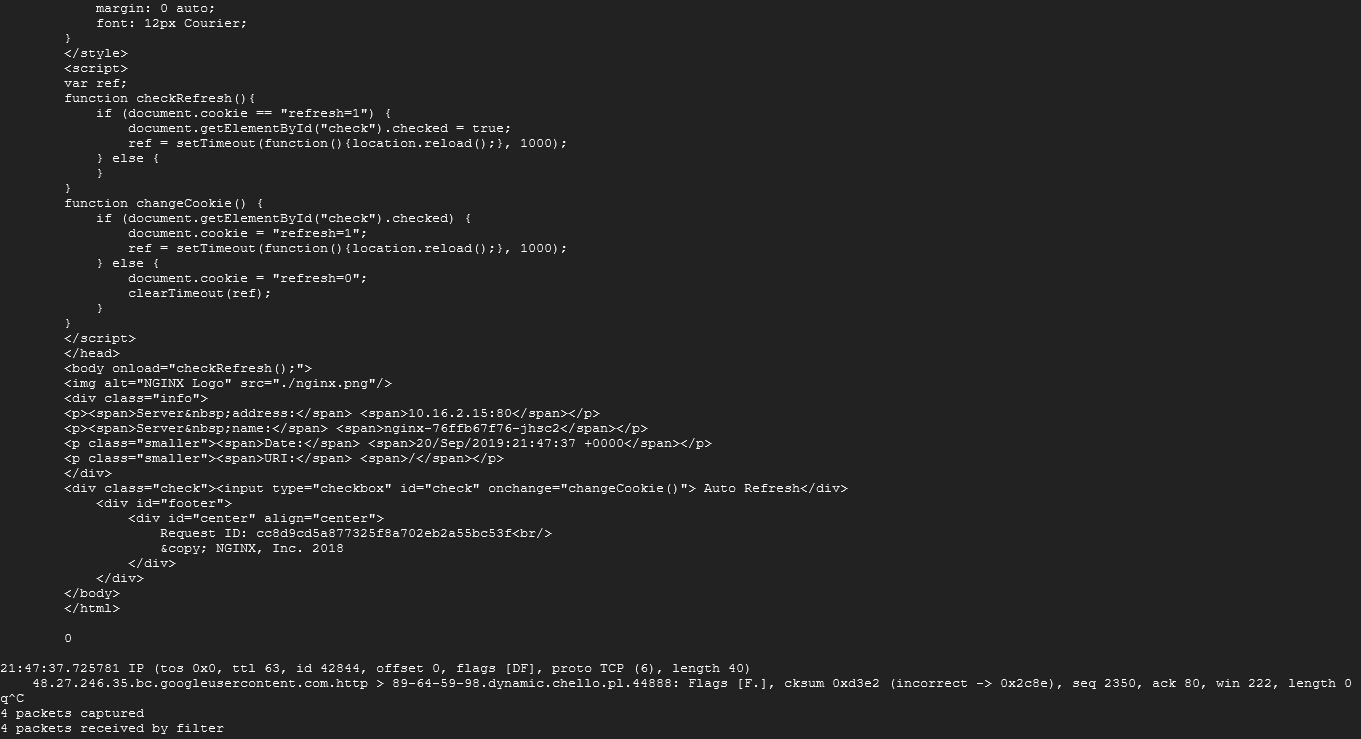 margin: 0 auto;
            font: 12px Courier;
        }
        </style>
        <script>
        var ref;
        function checkRefresh(){
            if (document.cookie == "refresh=1") {
                document.getElementById("check").checked = true;
                ref = setTimeout(function(){location.reload();}, 1000);
            } else {
            }
        }
        function changeCookie() {
            if (document.getElementById("check").checked) {
                document.cookie = "refresh=1";
                ref = setTimeout(function(){location.reload();}, 1000);
            } else {
                document.cookie = "refresh=0";
                clearTimeout(ref);
            }
        }
        </script>
        </head>
        <body onload="checkRefresh();">
        <img alt="NGINX Logo" src="./nginx.png"/>
        <div class="info">
        <p><span>Server&nbsp;address:</span> <span>10.16.2.15:80</span></p>
        <p><span>Server&nbsp;name:</span> <span>nginx-76ffb67f76-jhsc2</span></p>
        <p class="smaller"><span>Date:</span> <span>20/Sep/2019:21:47:37 +0000</span></p>
        <p class="smaller"><span>URI:</span> <span>/</span></p>
        </div>
        <div class="check"><input type="checkbox" id="check" onchange="changeCookie()"> Auto Refresh</div>
            <div id="footer">
                <div id="center" align="center">
                    Request ID: cc8d9cd5a877325f8a702eb2a55bc53f<br/>
                    &copy; NGINX, Inc. 2018
                </div>
            </div>
        </body>
        </html>

        0

21:47:37.725781 IP (tos 0x0, ttl 63, id 42844, offset 0, flags [DF], proto TCP (6), length 40)
    48.27.246.35.bc.googleusercontent.com.http > 89-64-59-98.dynamic.chello.pl.44888: Flags [F.], cksum 0xd3e2 (incorrect -> 0x2c8e), seq 2350, ack 80, win 222, length 0
q^C
4 packets captured
4 packets received by filter